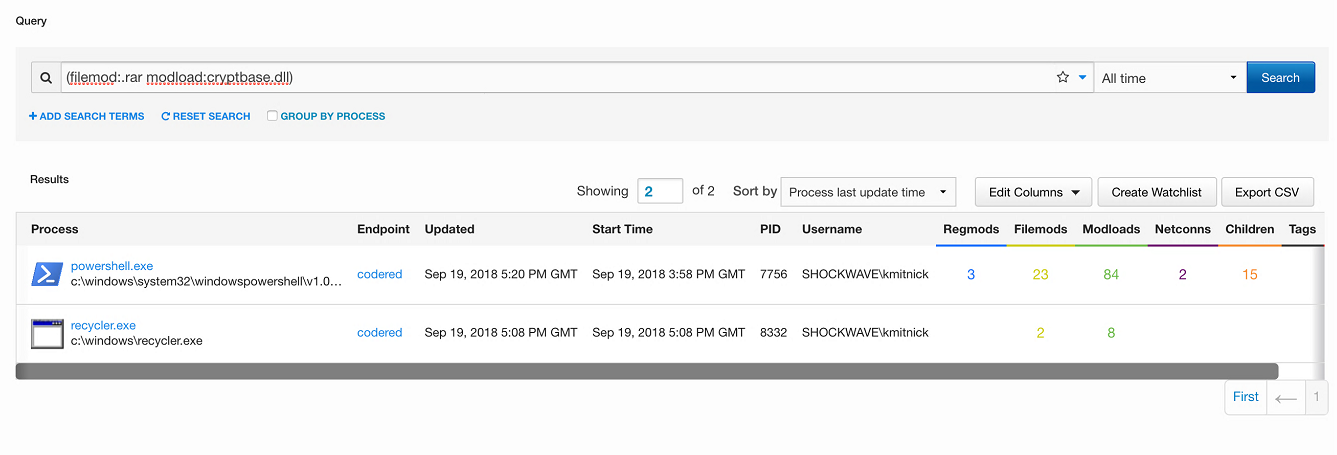 Query
(filemod:.rar modload:cryptbase.dll) All time Search
+ ADD SEARCH TERMS RESET SEARCH GROUP BY PROCESS
Results
Showing 2 of 2 Sort by Process last update time Edit Columns Create Watchlist Export CSV
Process Endpoint Updated Start Time PID Username Regmods Filemods Modloads Netconns Children Tags
powershell.exe
c:\windows\system32\windowspowershell\v1.0... codered Sep 19, 2018 5:20 PM GMT Sep 19, 2018 3:58 PM GMT 7756 SHOCKWAVE\kmitnick 3 23 84 2 15
recycler.exe
c:\windows\recycler.exe codered Sep 19, 2018 5:08 PM GMT Sep 19, 2018 5:08 PM GMT 8332 SHOCKWAVE\kmitnick 2 8
First ← 1